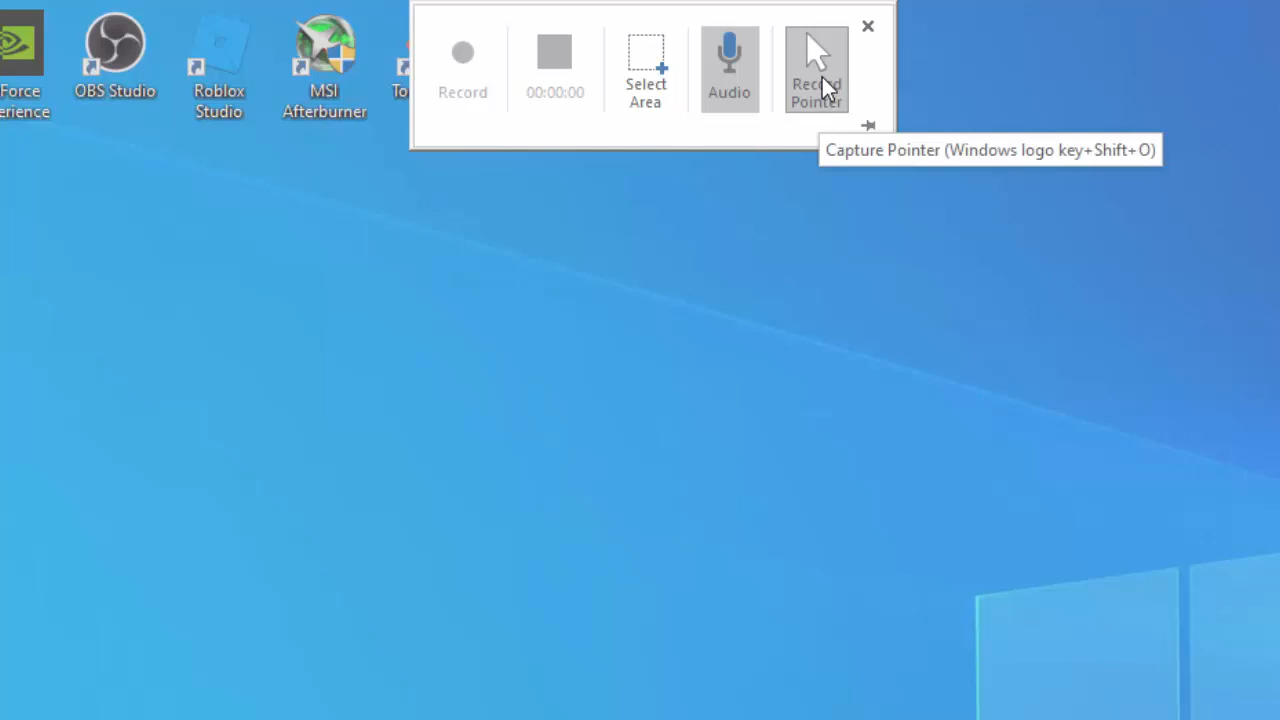 Force
erience
OBS Studio
Roblox
Studio
MSI
Afterburner
To
Record
00:00:00
Select
Area
Audio
Record
Pointer
Capture Pointer (Windows logo key+Shift+O)